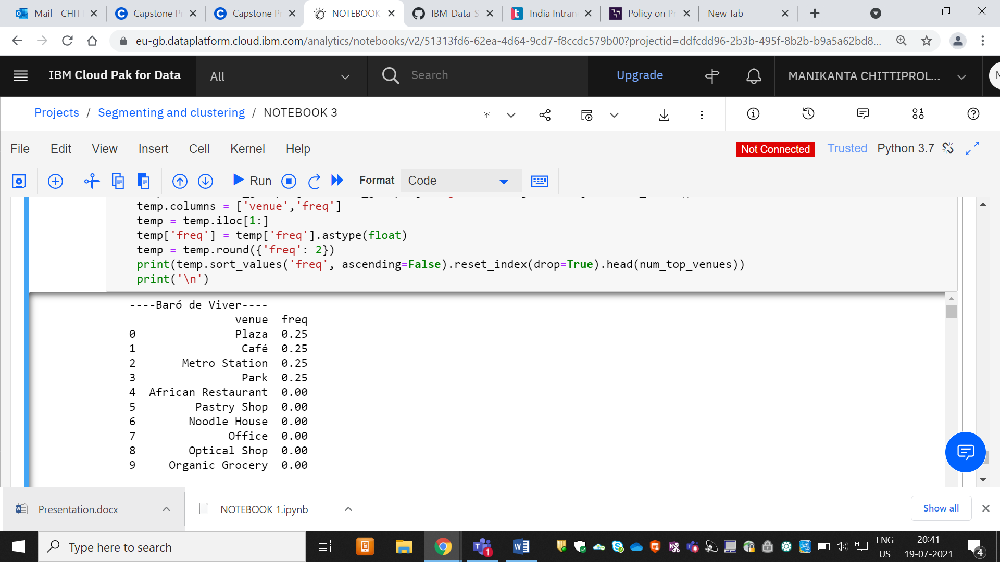 Mail - CHIT
Capstone P
Capstone P
NOTEBOOK
IBM-Data-S
India Intran
Policy on Pr
New Tab
eu-gb.dataplatform.cloud.ibm.com/analytics/notebooks/v2/51313fd6-62ea-4d64-9cd7-f8ccdc579b00?projectid=ddfcdd96-2b3b-495f-8b2b-b9a5a62bd8...
IBM Cloud Pak for Data
All
Search
Upgrade
MANIKANTA CHITTIPROL...
Projects / Segmenting and clustering / NOTEBOOK 3
File Edit View Insert Cell Kernel Help
Not Connected
Trusted
Python 3.7
Run
Format
Code
temp.columns = ['venue','freq']
temp = temp.iloc[1:]
temp['freq'] = temp['freq'].astype(float)
temp = temp.round({'freq': 2})
print(temp.sort_values('freq', ascending=False).reset_index(drop=True).head(num_top_venues))
print('\n')
----Baró de Viver----
venue freq
0 Plaza 0.25
1 Café 0.25
2 Metro Station 0.25
3 Park 0.25
4 African Restaurant 0.00
5 Pastry Shop 0.00
6 Noodle House 0.00
7 Office 0.00
8 Optical Shop 0.00
9 Organic Grocery 0.00
Presentation.docx
NOTEBOOK 1.ipynb
Show all
Type here to search
1
ENG
US
20:41
19-07-2021
4